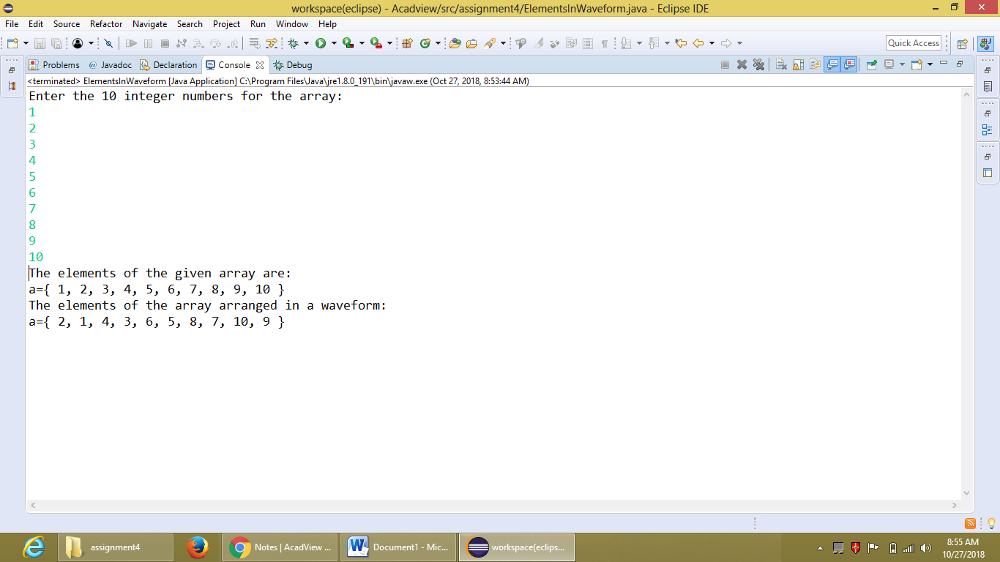 workspace(eclipse) - Acadview/src/assignment4/ElementsInWaveform.java - Eclipse IDE
File Edit Source Refactor Navigate Search Project Run Window Help
Quick Access
Problems @ Javadoc Declaration Console Debug
<terminated> ElementsInWaveform [Java Application] C:\Program Files\Java\jre1.8.0_191\bin\javaw.exe (Oct 27, 2018, 8:53:44 AM)
Enter the 10 integer numbers for the array:
1
2
3
4
5
6
7
8
9
10
The elements of the given array are:
a={ 1, 2, 3, 4, 5, 6, 7, 8, 9, 10 }
The elements of the array arranged in a waveform:
a={ 2, 1, 4, 3, 6, 5, 8, 7, 10, 9 }
assignment4 Notes | AcadView ... Document1 - Mic... workspace(eclips...
8:55 AM
10/27/2018